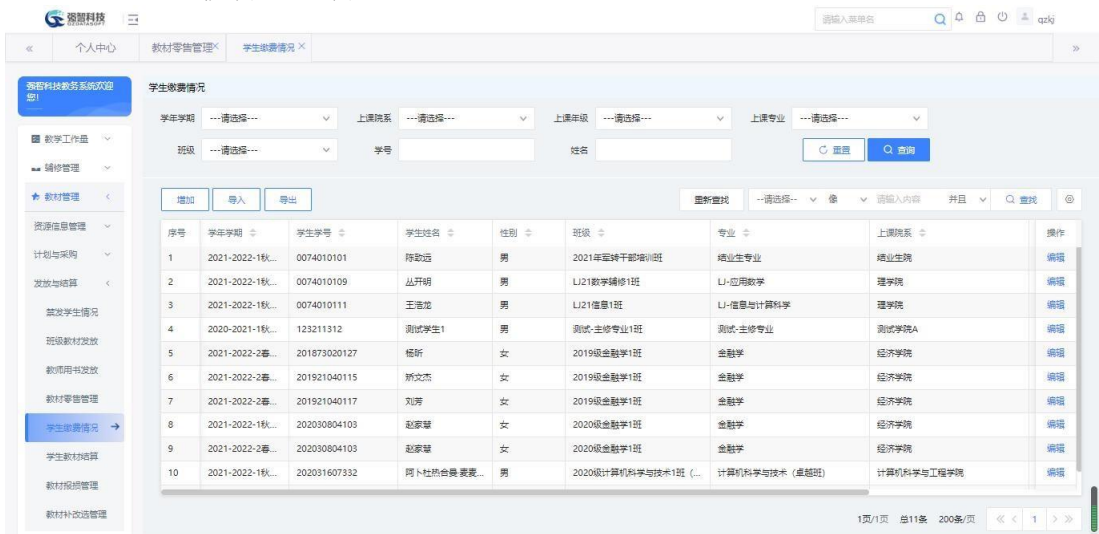 强智科技
请输入菜单名
qzkj
个人中心 教材零售管理× 学生缴费情况 ×
强智科技教务系统欢迎您!
教学工作量
辅修管理
教材管理
资源信息管理
计划与采购
发放与结算
禁发学生情况
班级教材发放
教师用书发放
教材零售管理
学生缴费情况
学生教材结算
教材报损管理
教材补改选管理
学生缴费情况
学年学期 ---请选择--- 上课院系 ---请选择--- 上课年级 ---请选择--- 上课专业 ---请选择---
班级 ---请选择--- 学号 姓名 重置 查询
增加 导入 导出 重新查找 --请选择-- 像 请输入内容 并且 查找
序号 学年学期 学生学号 学生姓名 性别 班级 专业 上课院系 操作
1 2021-2022-1秋... 0074010101 陈致远 男 2021年军转干部培训班 结业生专业 结业生院 编辑
2 2021-2022-1秋... 0074010109 丛开明 男 LJ21数学辅修1班 LJ-应用数学 理学院 编辑
3 2021-2022-1秋... 0074010111 王浩龙 男 LJ21信息1班 LJ-信息与计算科学 理学院 编辑
4 2020-2021-1秋... 123211312 测试学生1 男 测试-主修专业1班 测试-主修专业 测试学院A 编辑
5 2021-2022-2春... 201873020127 杨昕 女 2019级金融学1班 金融学 经济学院 编辑
6 2021-2022-2春... 201921040115 矫文杰 女 2019级金融学1班 金融学 经济学院 编辑
7 2021-2022-2春... 201921040117 刘芳 女 2019级金融学1班 金融学 经济学院 编辑
8 2021-2022-1秋... 202030804103 赵家慧 女 2020级金融学1班 金融学 经济学院 编辑
9 2021-2022-2春... 202030804103 赵家慧 女 2020级金融学1班 金融学 经济学院 编辑
10 2021-2022-1秋... 202031607332 阿卜杜热合曼·麦麦... 男 2020级计算机科学与技术1班 (... 计算机科学与技术 (卓越班) 计算机科学与工程学院 编辑
1页/1页 总11条 200条/页 1